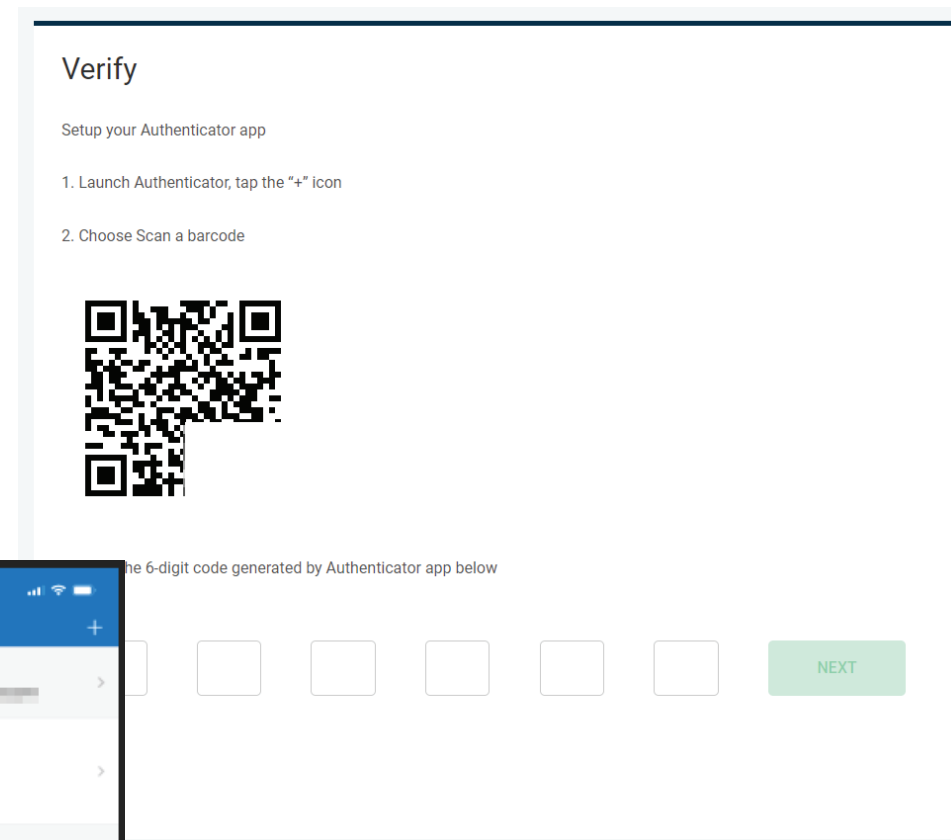 Verify
Setup your Authenticator app
1. Launch Authenticator, tap the “+” icon
2. Choose Scan a barcode
he 6-digit code generated by Authenticator app below
+
NEXT